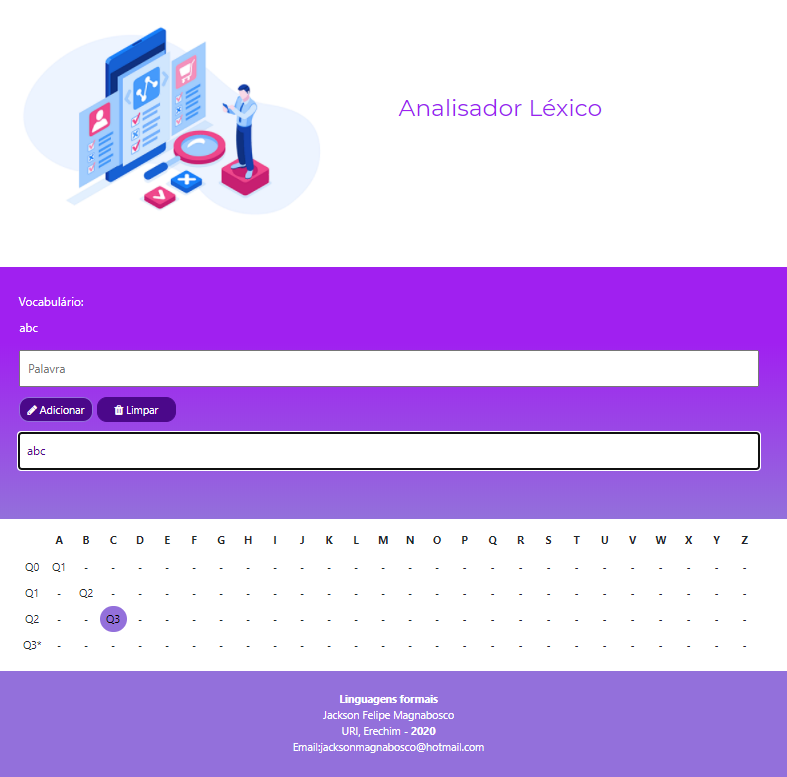 Analisador Léxico
Vocabulário:
abc
Palavra
Adicionar Limpar
abc
A B C D E F G H I J K L M N O P Q R S T U V W X Y Z
Q0 Q1 - - - - - - - - - - - - - - - - - - - - - - - - -
Q1 - Q2 - - - - - - - - - - - - - - - - - - - - - - - -
Q2 - - Q3 - - - - - - - - - - - - - - - - - - - - - - -
Q3* - - - - - - - - - - - - - - - - - - - - - - - - - -
Linguagens formais
Jackson Felipe Magnabosco
URI, Erechim - 2020
Email:jacksonmagnabosco@hotmail.com